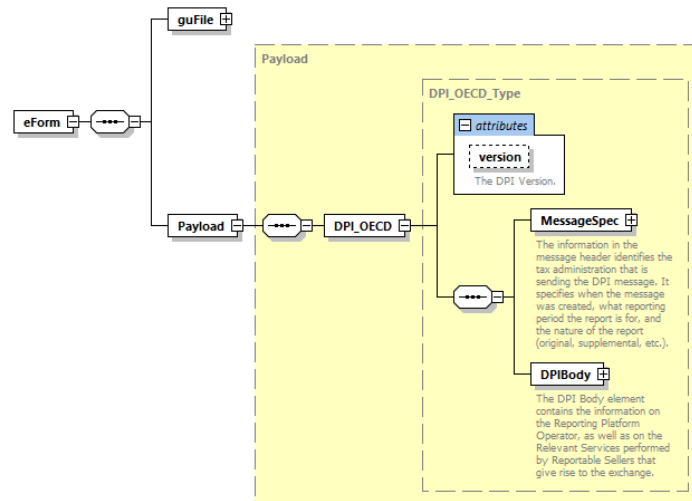 guFile
Payload
DPI_OECD_Type
eForm
attributes
version
The DPI Version.
Payload
DPI_OECD
MessageSpec
The information in the
message header identifies the
tax administration that is
sending the DPI message. It
specifies when the message
was created, what reporting
period the report is for, and
the nature of the report
(original, supplemental, etc.).
DPIBody
The DPI Body element
contains the information on
the Reporting Platform
Operator, as well as on the
Relevant Services performed
by Reportable Sellers that
give rise to the exchange.